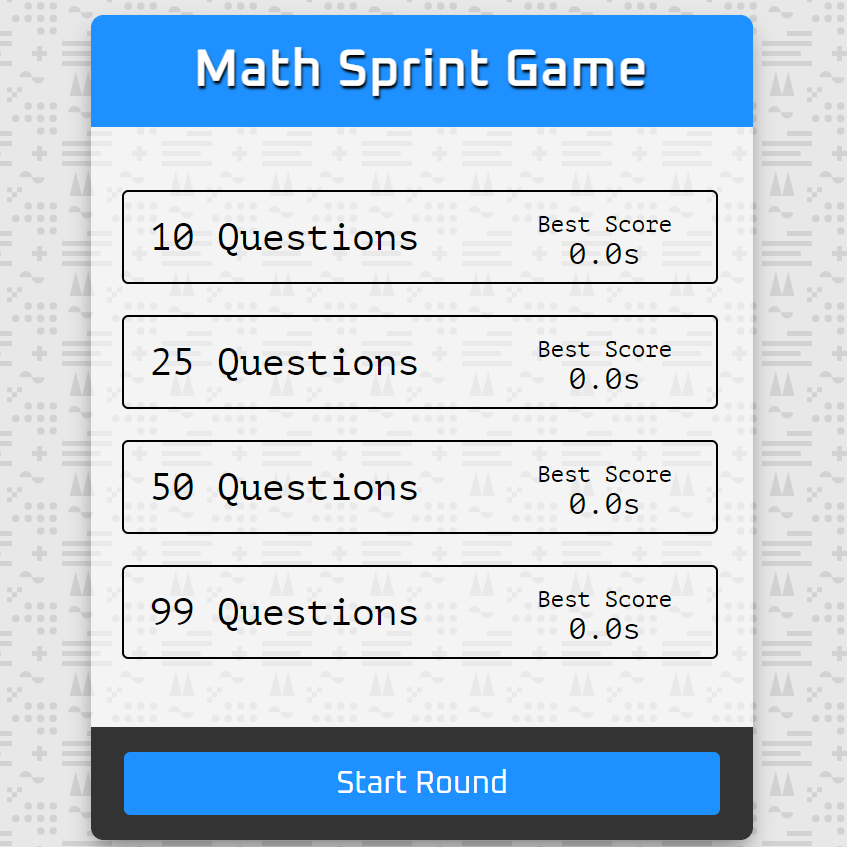 Math Sprint Game
10 Questions
Best Score
0.0s
25 Questions
Best Score
0.0s
50 Questions
Best Score
0.0s
99 Questions
Best Score
0.0s
Start Round